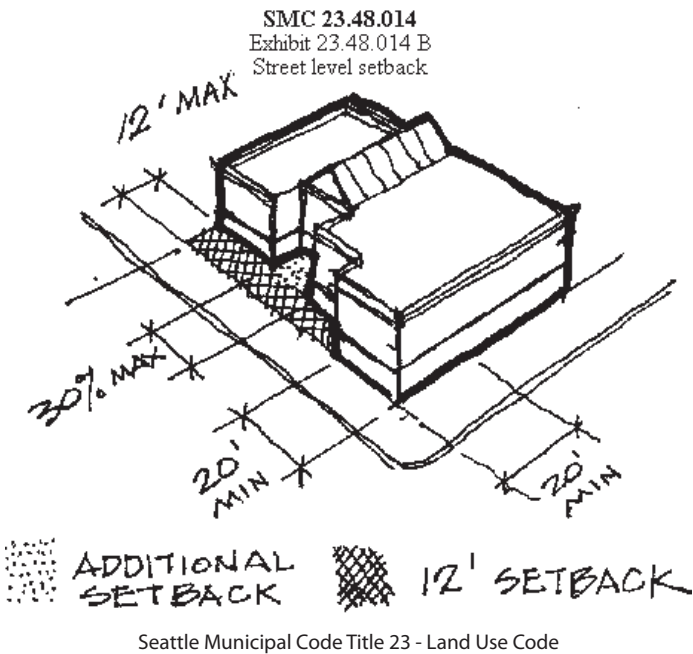 SMC 23.48.014
Exhibit 23.48.014 B
Street level setback
12' MAX
30% MAX
20'
MIN
20'
MIN
ADDITIONAL
SETBACK
12' SETBACK
Seattle Municipal Code Title 23 - Land Use Code